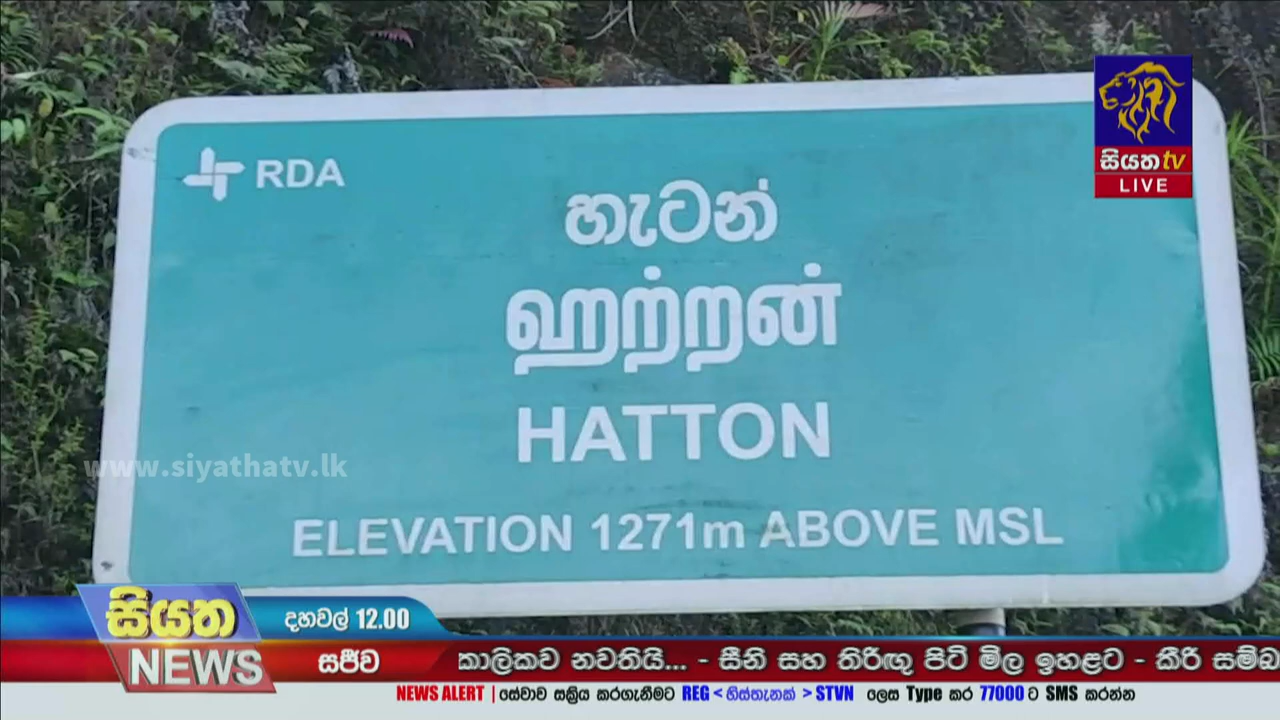 සියත tv
LIVE
RDA
හැටන්
ஹற்றன்
HATTON
www.siyathatv.lk
ELEVATION 1271m ABOVE MSL
සියත
NEWS
දහවල් 12.00
සජීව
කාලිකව නවතියි... - සීනි සහ තිරිඟු පිටි මිල ඉහළට - කිරි සම්බ
NEWS ALERT | සේවාව සක්‍රිය කරගැනීමට REG < හිස්තැනක් > STVN ලෙස Type කර 77000 ට SMS කරන්න